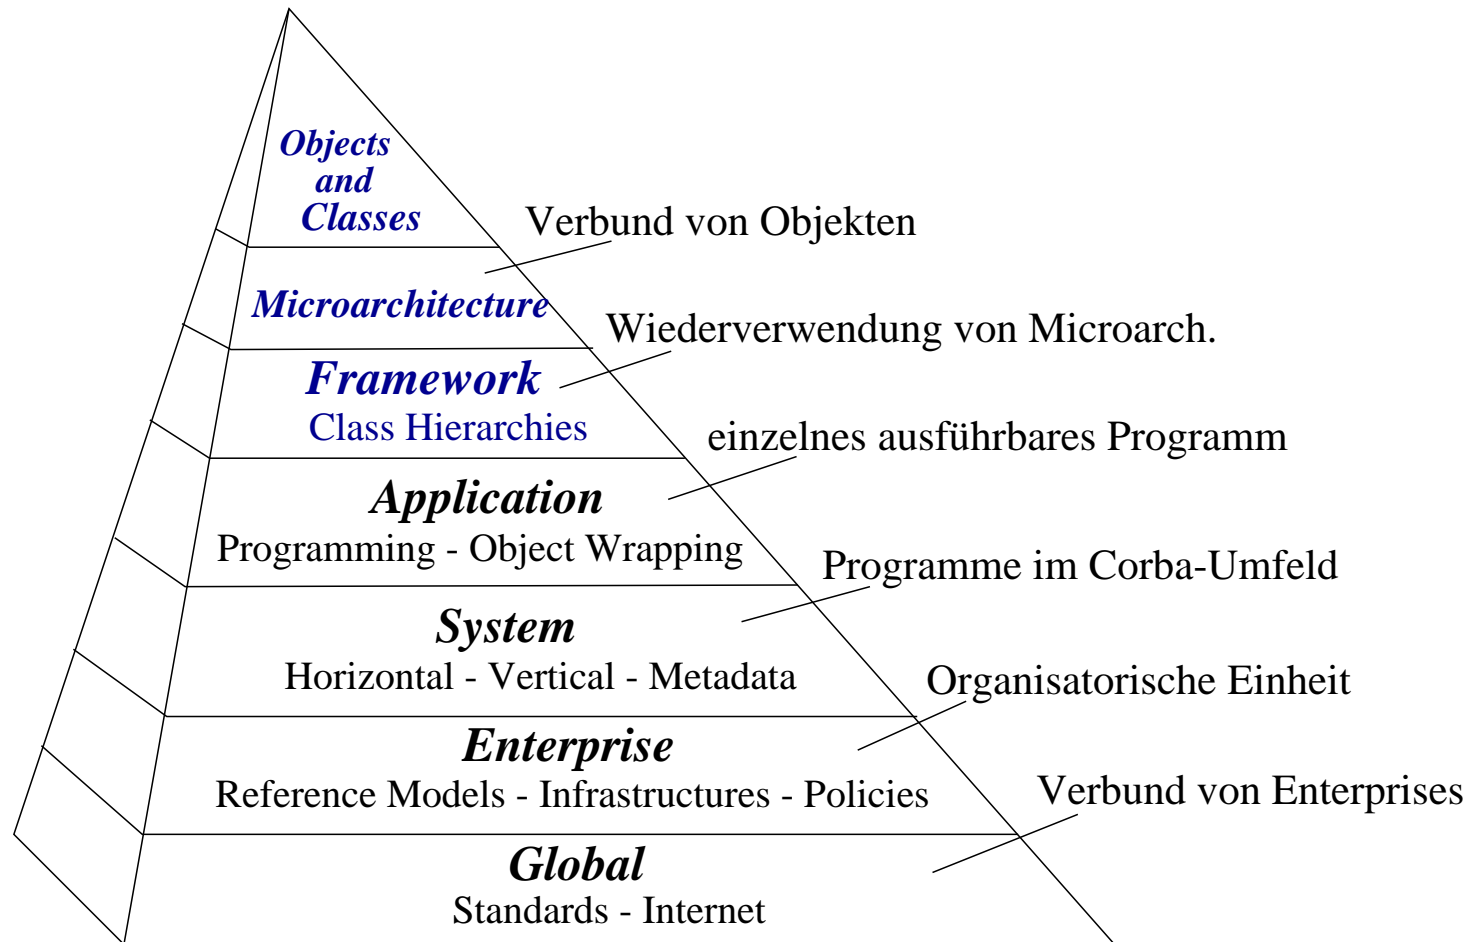 Objects
and
Classes
Verbund von Objekten
Microarchitecture
Wiederverwendung von Microarch.
Framework
Class Hierarchies
einzelnes ausführbares Programm
Application
Programming - Object Wrapping
Programme im Corba-Umfeld
System
Horizontal - Vertical - Metadata
Organisatorische Einheit
Enterprise
Reference Models - Infrastructures - Policies
Verbund von Enterprises
Global
Standards - Internet